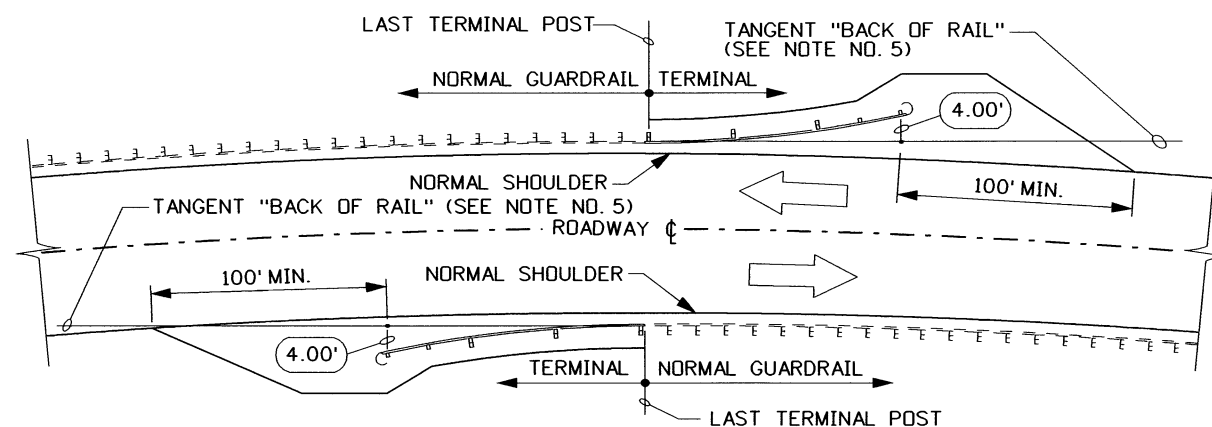 LAST TERMINAL POST
TANGENT "BACK OF RAIL"
(SEE NOTE NO. 5)
NORMAL GUARDRAIL
TERMINAL
4.00'
NORMAL SHOULDER
100' MIN.
TANGENT "BACK OF RAIL" (SEE NOTE NO. 5)
ROADWAY ℄
100' MIN.
NORMAL SHOULDER
4.00'
TERMINAL
NORMAL GUARDRAIL
LAST TERMINAL POST